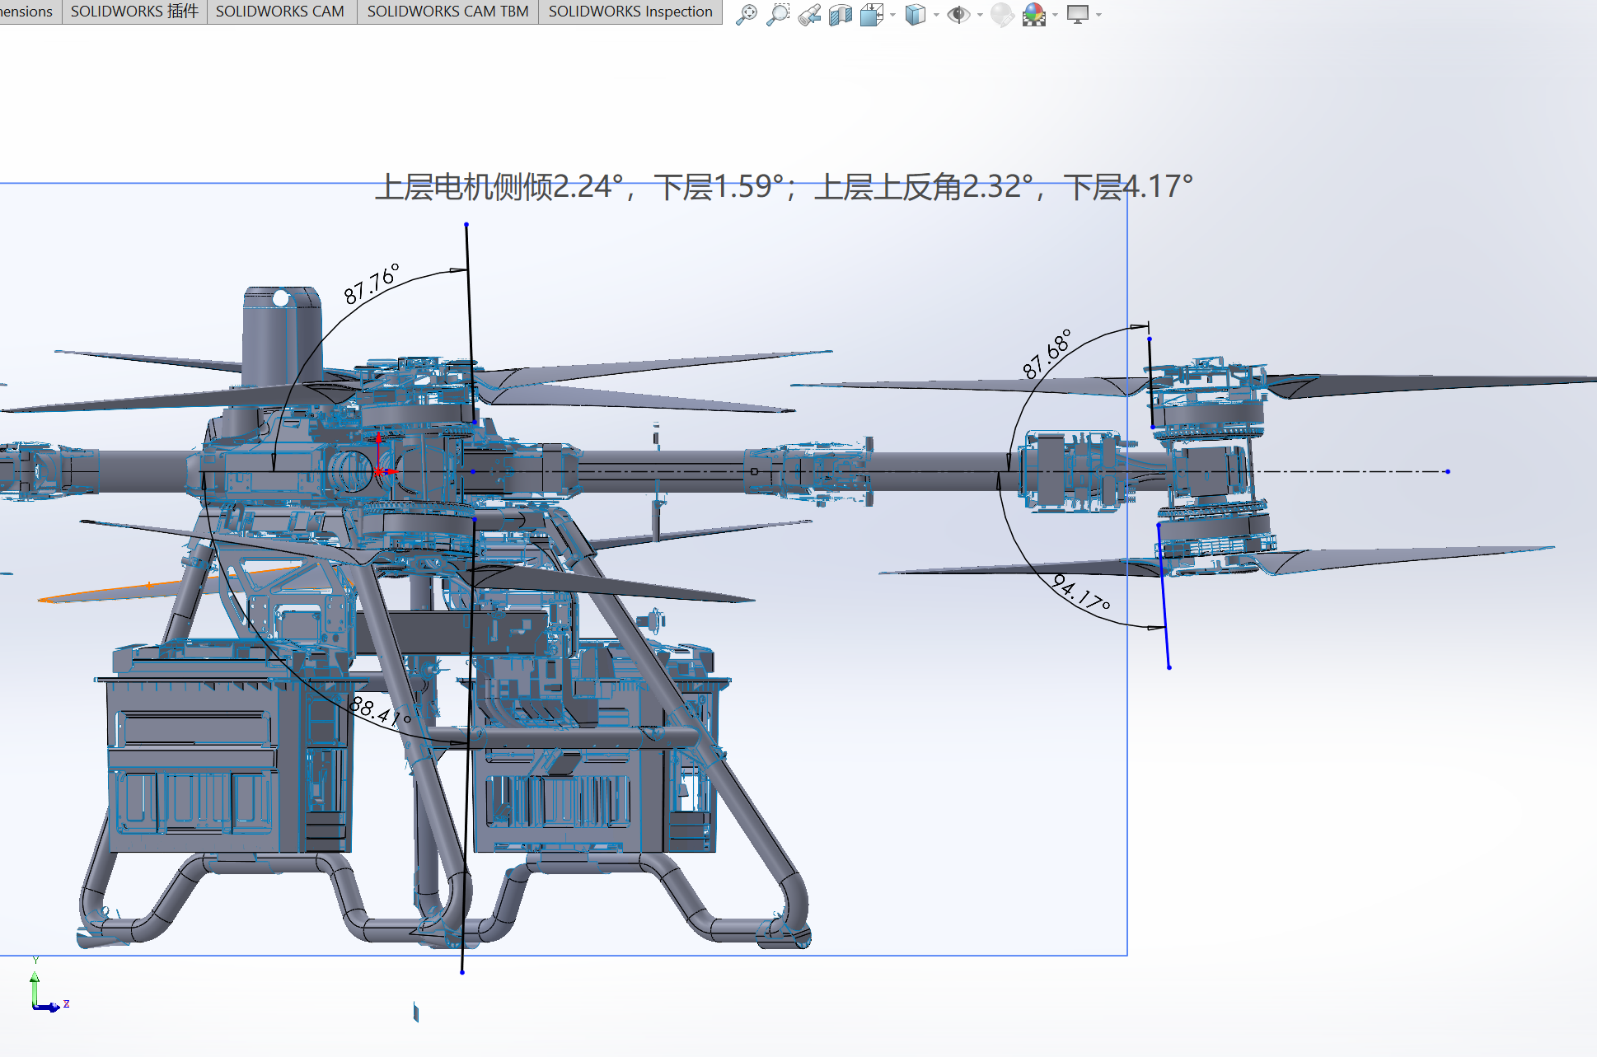 mensions SOLIDWORKS 插件 SOLIDWORKS CAM SOLIDWORKS CAM TBM SOLIDWORKS Inspection
上层电机侧倾2.24°，下层1.59°；上层上反角2.32°，下层4.17°
87.76°
87.68°
94.17°
88.41°
Y
Z